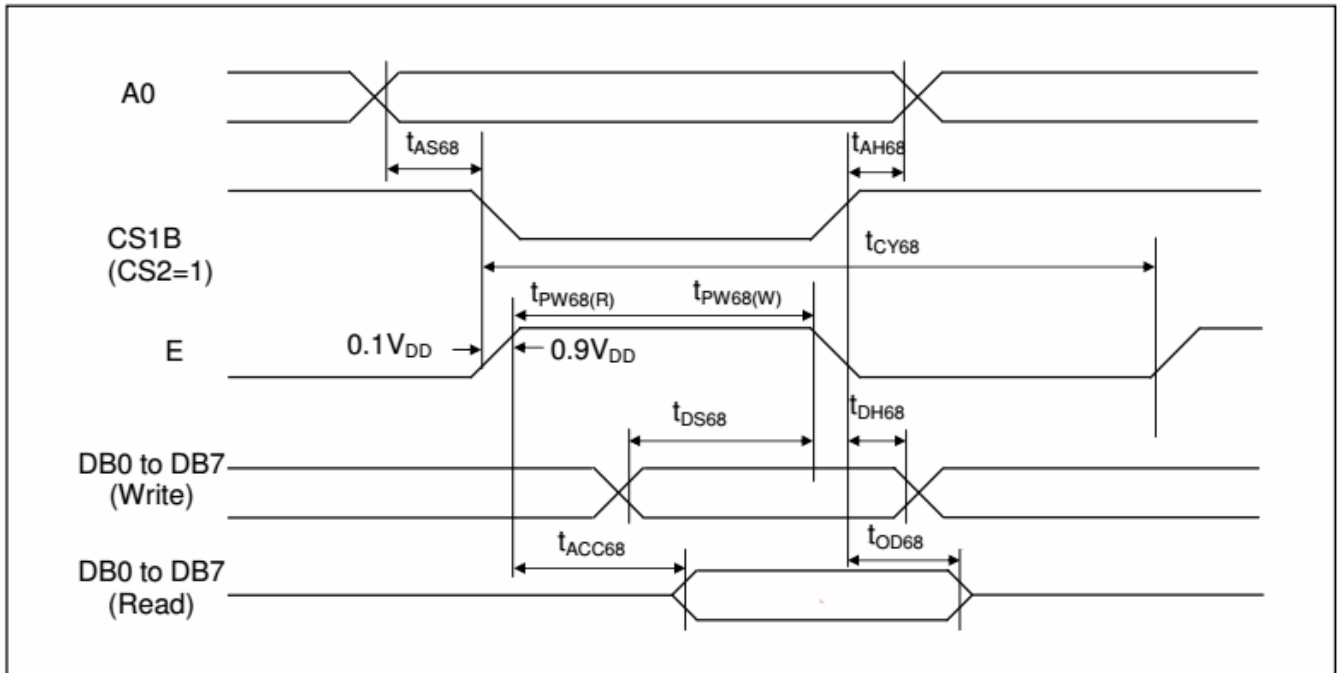 A0
tAS68
tAH68
CS1B
(CS2=1)
tCY68
tPW68(R)
tPW68(W)
E
0.1VDD
0.9VDD
tDS68
tDH68
DB0 to DB7
(Write)
tACC68
tOD68
DB0 to DB7
(Read)